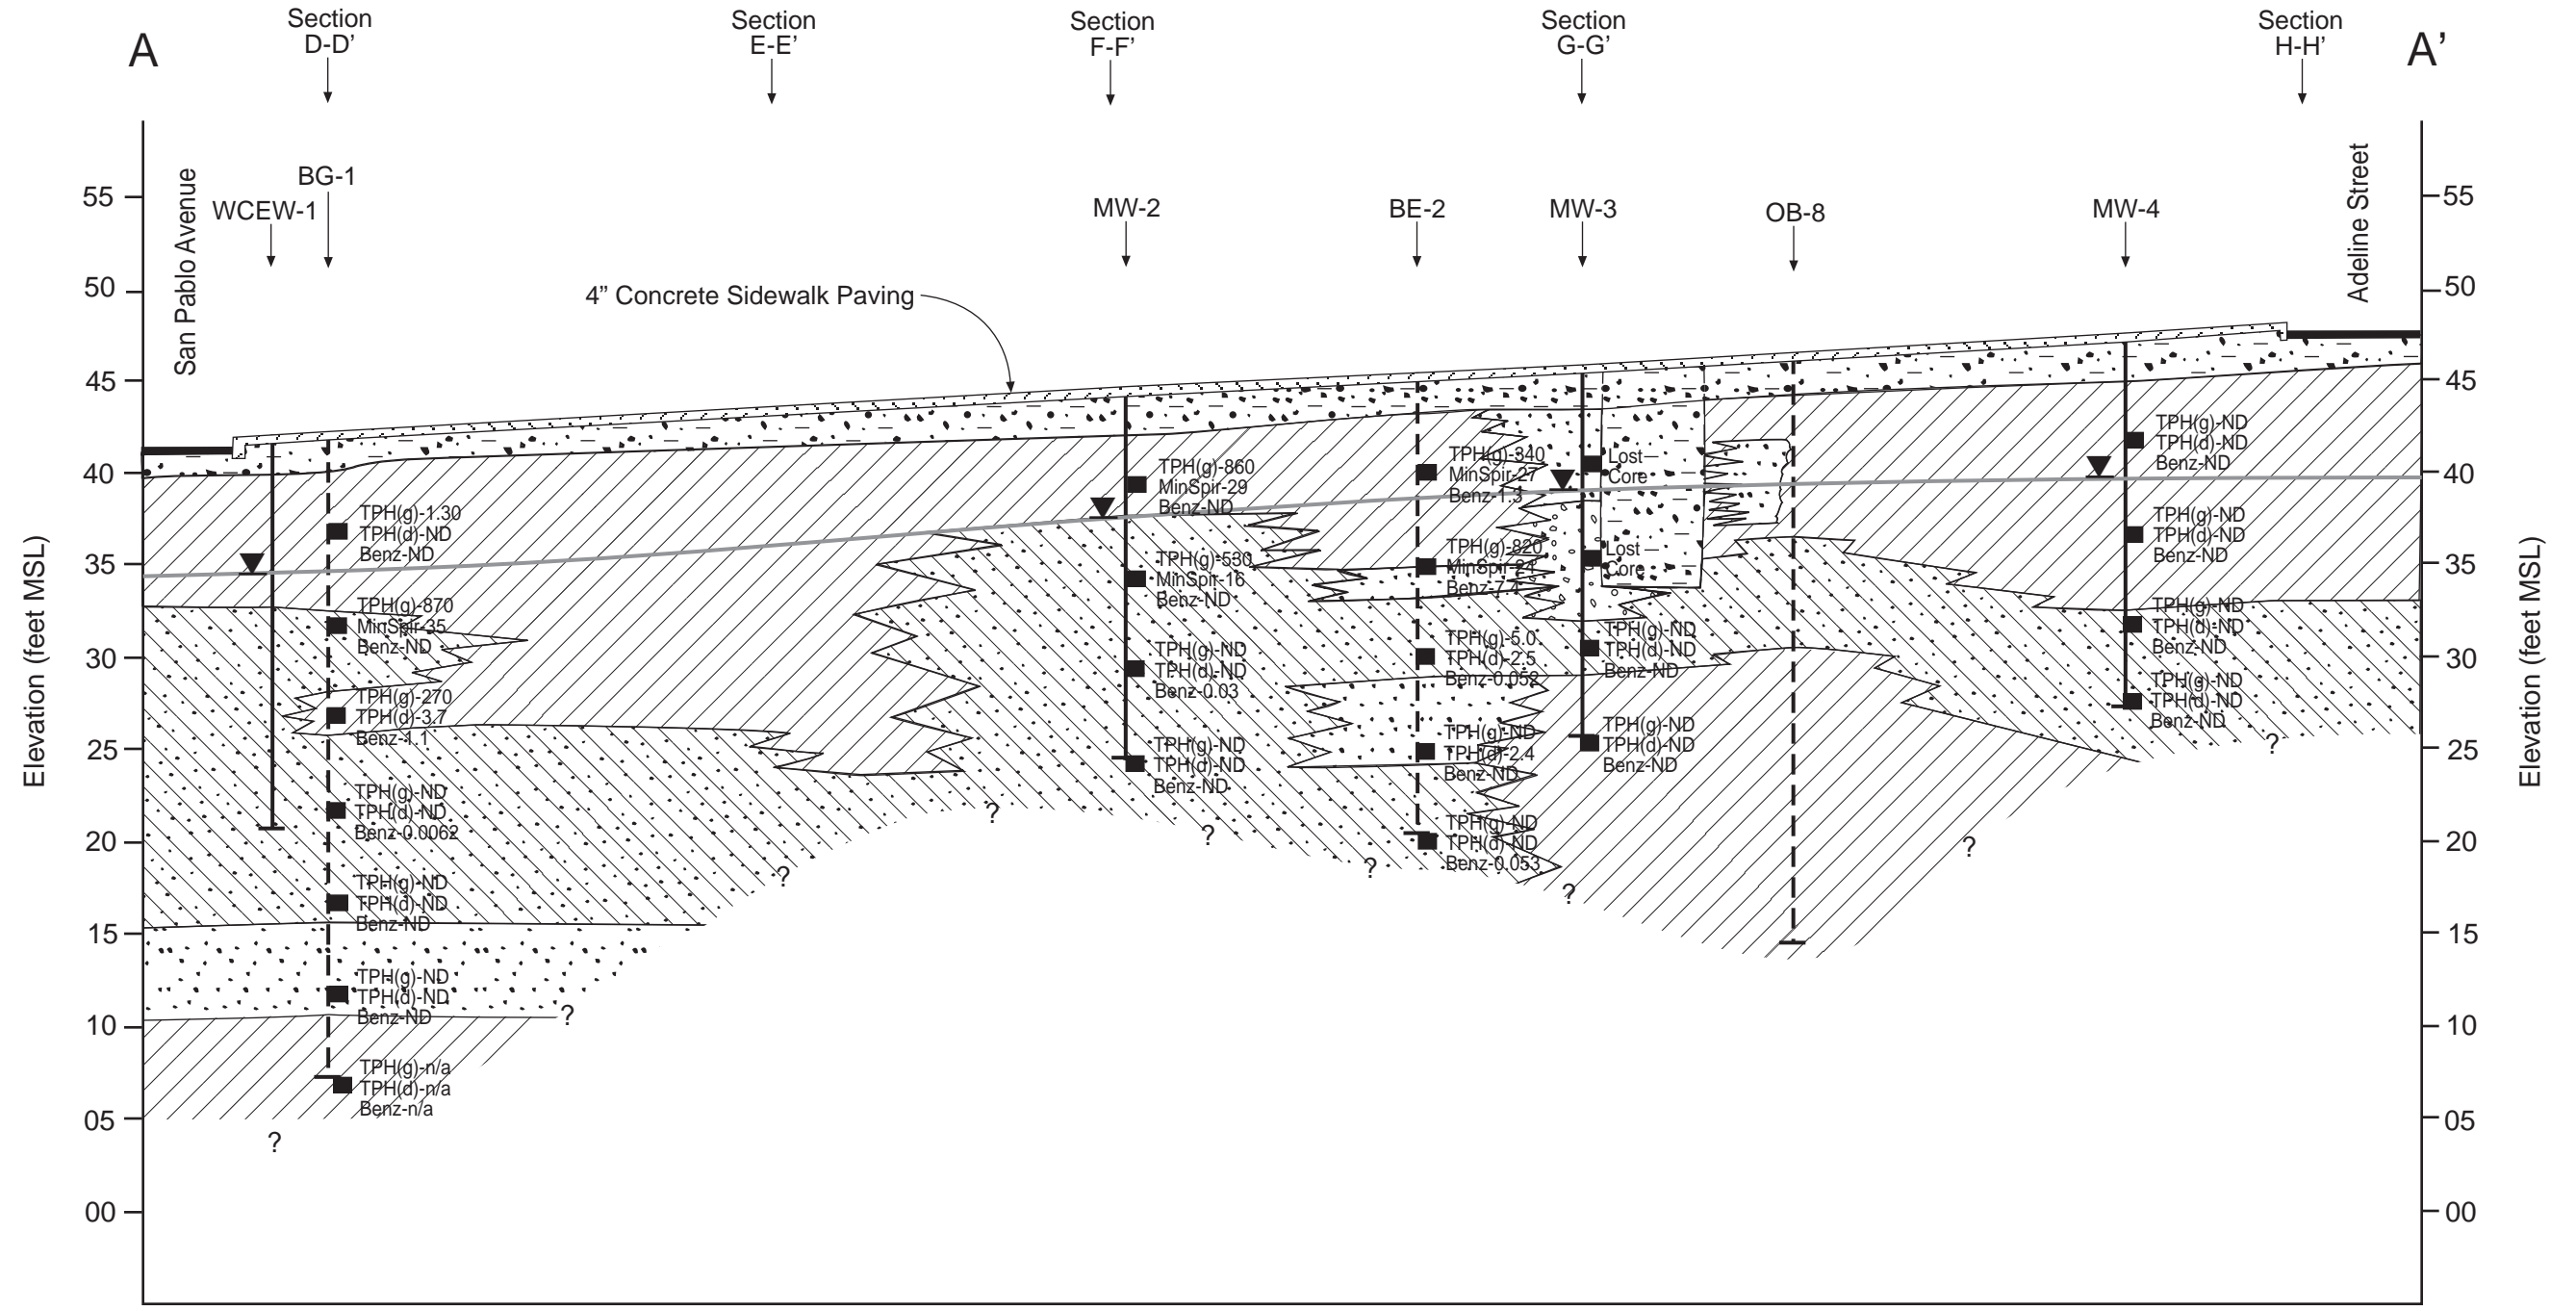 A
Section
D-D’
Section
E-E’
Section
F-F’
Section
G-G’
Section
H-H’
A’
San Pablo Avenue
WCEW-1
BG-1
MW-2
BE-2
MW-3
OB-8
MW-4
Adeline Street
4” Concrete Sidewalk Paving
Elevation (feet MSL)
55
50
45
40
35
30
25
20
15
10
05
00
TPH(g)-1.30
TPH(d)-ND
Benz-ND
TPH(g)-870
MinSpir-35
Benz-ND
TPH(g)-270
TPH(d)-3.7
Benz-1.1
TPH(g)-ND
TPH(d)-ND
Benz-0.0062
TPH(g)-ND
TPH(d)-ND
Benz-ND
TPH(g)-ND
TPH(d)-ND
Benz-ND
TPH(g)-n/a
TPH(d)-n/a
Benz-n/a
TPH(g)-860
MinSpir-29
Benz-ND
TPH(g)-530
MinSpir-16
Benz-ND
TPH(g)-ND
TPH(d)-ND
Benz-0.03
TPH(g)-ND
TPH(d)-ND
Benz-ND
TPH(g)-340
MinSpir-27
Benz-1.3
TPH(g)-820
MinSpir-24
Benz-7.4
TPH(g)-5.0
TPH(d)-2.5
Benz-0.052
TPH(g)-ND
TPH(d)-2.4
Benz-ND
TPH(g)-ND
TPH(d)-ND
Benz-0.053
Lost
Core
Lost
Core
TPH(g)-ND
TPH(d)-ND
Benz-ND
TPH(g)-ND
TPH(d)-ND
Benz-ND
TPH(g)-ND
TPH(d)-ND
Benz-ND
TPH(g)-ND
TPH(d)-ND
Benz-ND
TPH(g)-ND
TPH(d)-ND
Benz-ND
TPH(g)-ND
TPH(d)-ND
Benz-ND
?
?
?
?
?
?
?
?
?
55
50
45
40
35
30
25
20
15
10
05
00
Elevation (feet MSL)